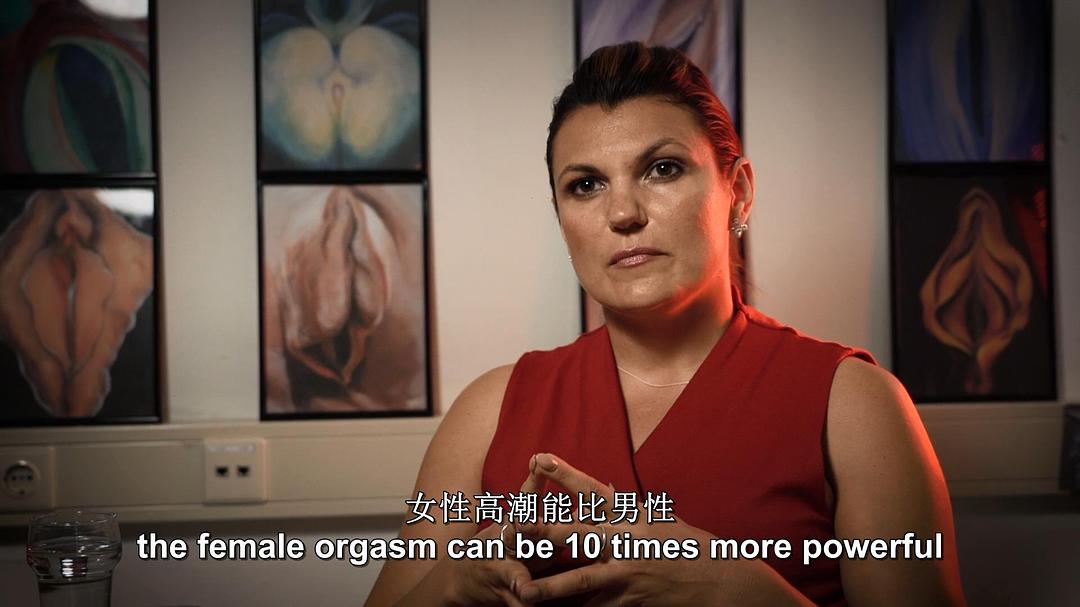 女性高潮能比男性
the female orgasm can be 10 times more powerful